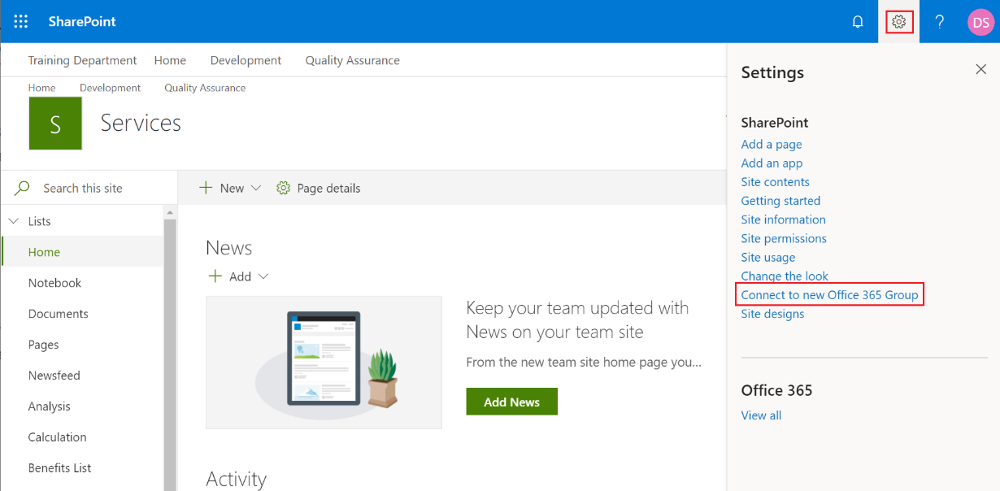 SharePoint
? DS
Training Department Home Development Quality Assurance
Home Development Quality Assurance
S
Services
Search this site
New
Page details
Lists
Home
Notebook
Documents
Pages
Newsfeed
Analysis
Calculation
Benefits List
News
Add
Keep your team updated with
News on your team site
From the new team site home page you...
Add News
Activity
Settings
SharePoint
Add a page
Add an app
Site contents
Getting started
Site information
Site permissions
Site usage
Change the look
Connect to new Office 365 Group
Site designs
Office 365
View all